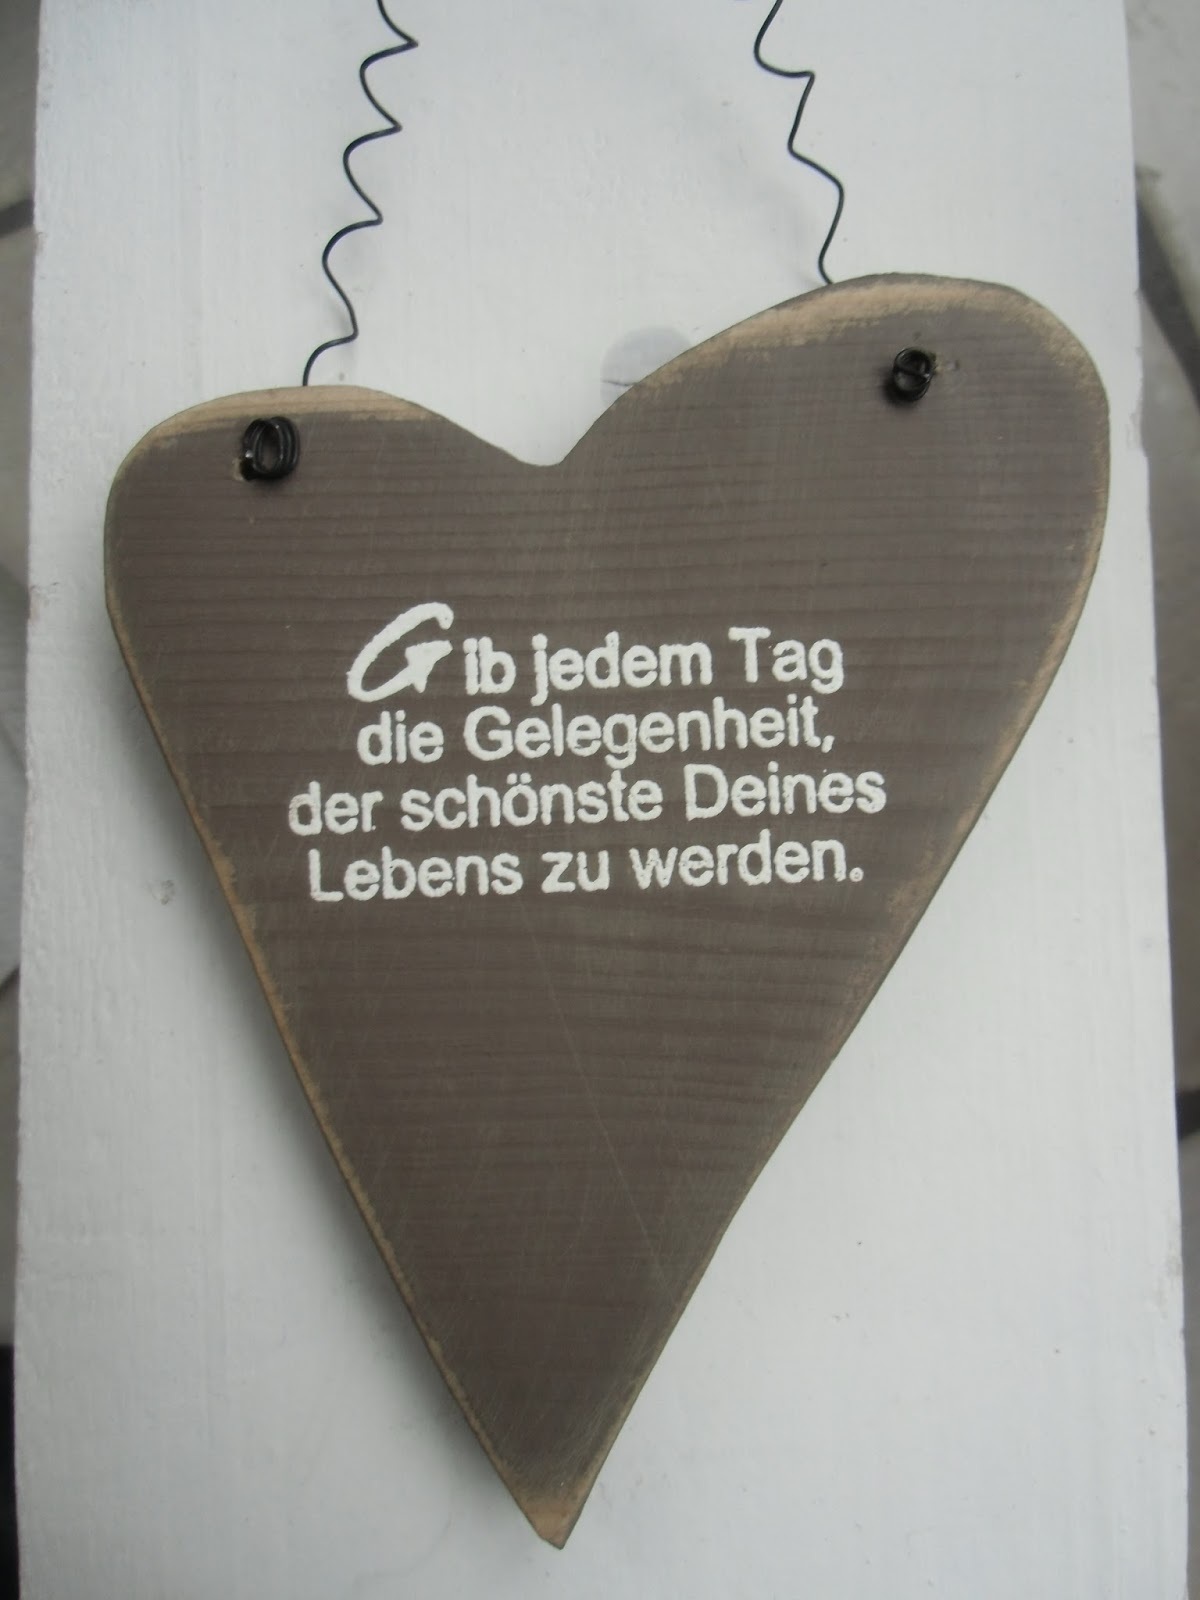 Gib jedem Tag
die Gelegenheit,
der schönste Deines
Lebens zu werden.